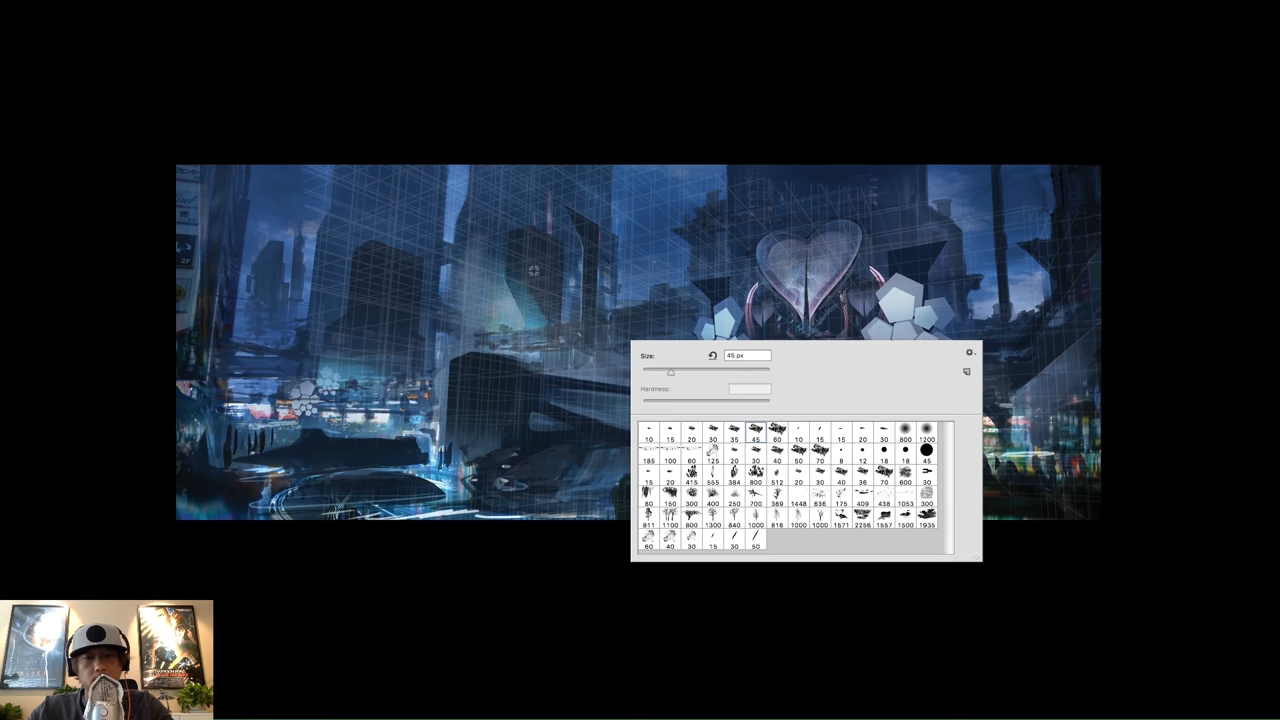 Size:
45 px
Hardness:
10 15 20 30 35 45 60 10 15 15 20 30 800 1200
185 100 60 125 20 30 40 50 70 8 12 18 18 45
15 20 415 555 384 800 512 20 30 40 36 70 600 30
80 150 300 400 250 700 389 1448 636 175 409 438 1053 300
811 1100 800 1300 840 1000 816 1000 1000 1571 2256 1557 1500 1935
60 40 30 15 30 50